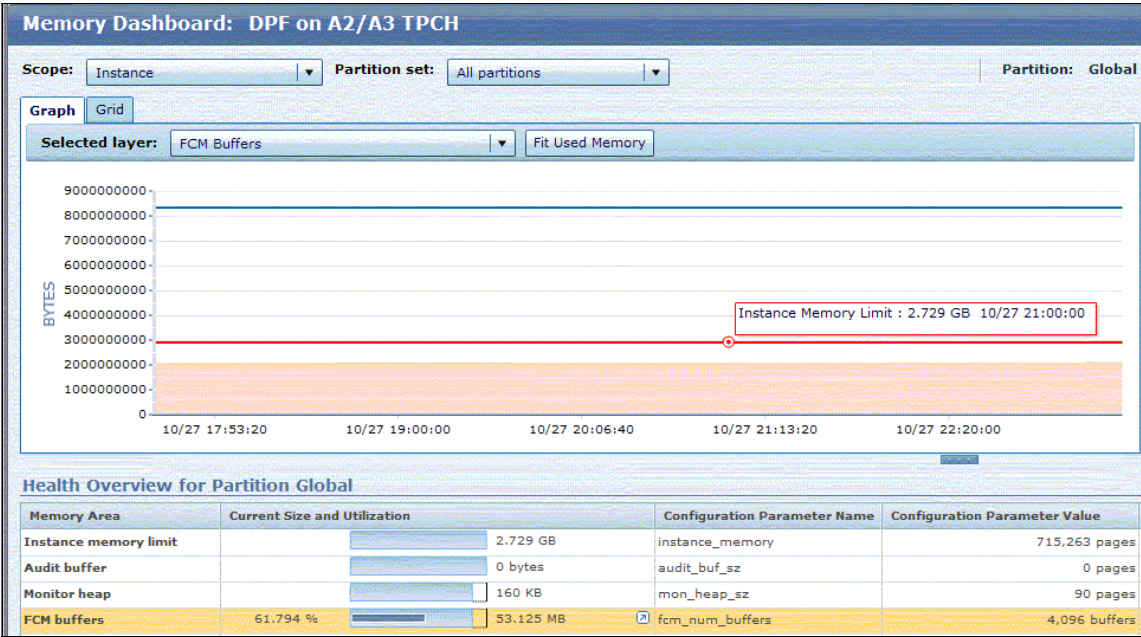 Memory Dashboard: DPF on A2/A3 TPCH
Scope: Instance Partition set: All partitions Partition: Global
Graph Grid
Selected layer: FCM Buffers Fit Used Memory
9000000000
8000000000
7000000000
6000000000
5000000000
4000000000
3000000000
2000000000
1000000000
0
BYTES
Instance Memory Limit : 2.729 GB 10/27 21:00:00
10/27 17:53:20 10/27 19:00:00 10/27 20:06:40 10/27 21:13:20 10/27 22:20:00
Health Overview for Partition Global
Memory Area Current Size and Utilization Configuration Parameter Name Configuration Parameter Value
Instance memory limit 2.729 GB instance_memory 715,263 pages
Audit buffer 0 bytes audit_buf_sz 0 pages
Monitor heap 160 KB mon_heap_sz 90 pages
FCM buffers 61.794 % 53.125 MB fcm_num_buffers 4,096 buffers